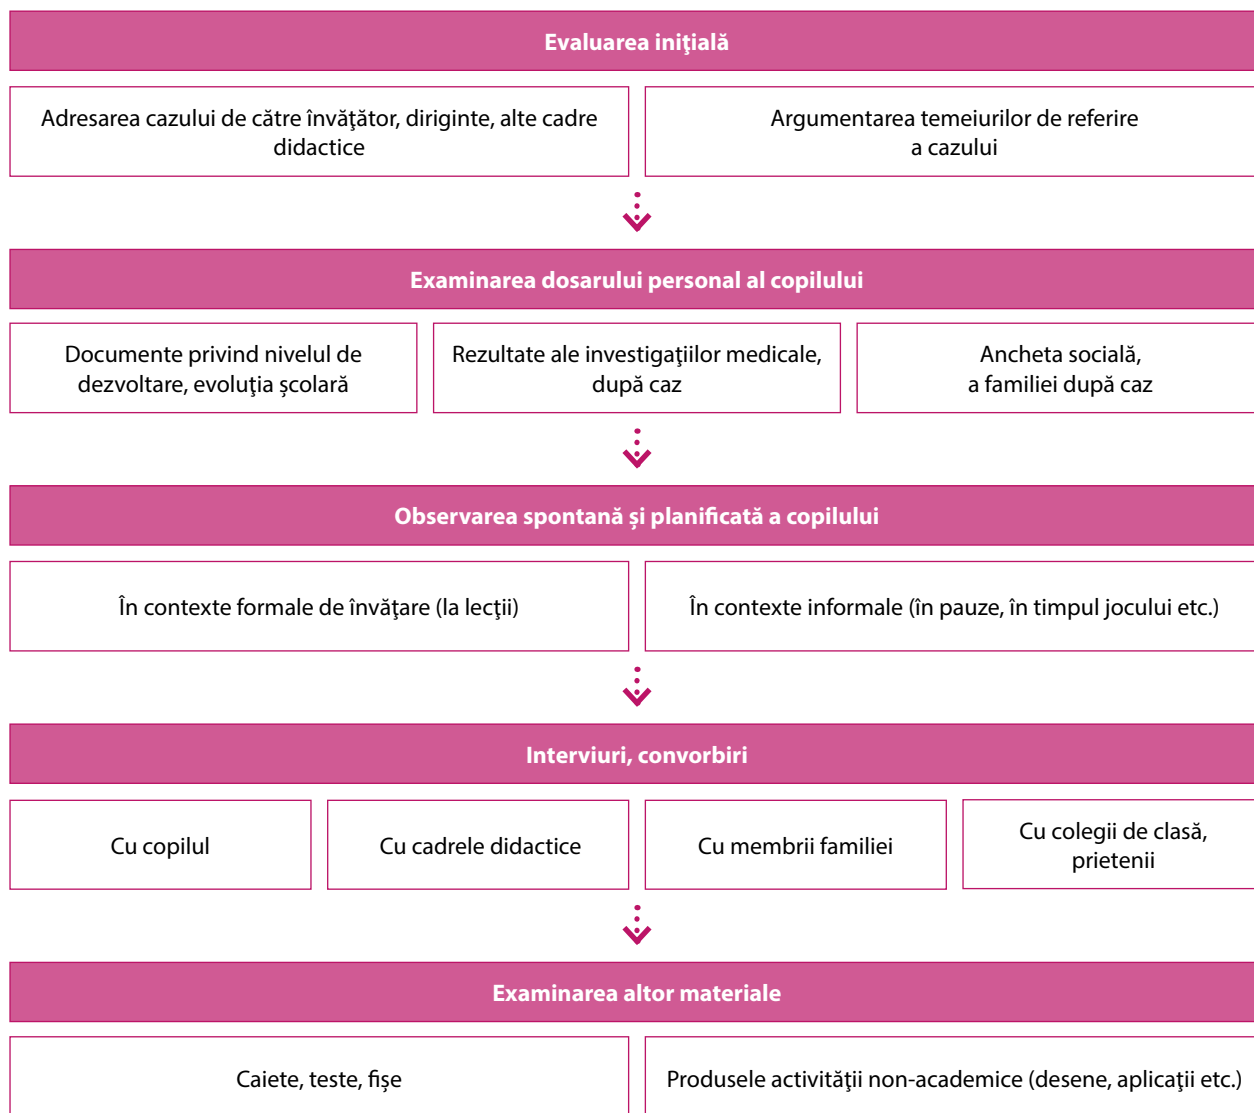 Evaluarea iniţială
Adresarea cazului de către învăţător, diriginte, alte cadre
didactice
Argumentarea temeiurilor de referire
a cazului
Examinarea dosarului personal al copilului
Documente privind nivelul de
dezvoltare, evoluţia școlară
Rezultate ale investigaţiilor medicale,
după caz
Ancheta socială,
a familiei după caz
Observarea spontană și planificată a copilului
În contexte formale de învăţare (la lecţii)
În contexte informale (în pauze, în timpul jocului etc.)
Interviuri, convorbiri
Cu copilul
Cu cadrele didactice
Cu membrii familiei
Cu colegii de clasă,
prietenii
Examinarea altor materiale
Caiete, teste, fișe
Produsele activităţii non-academice (desene, aplicaţii etc.)